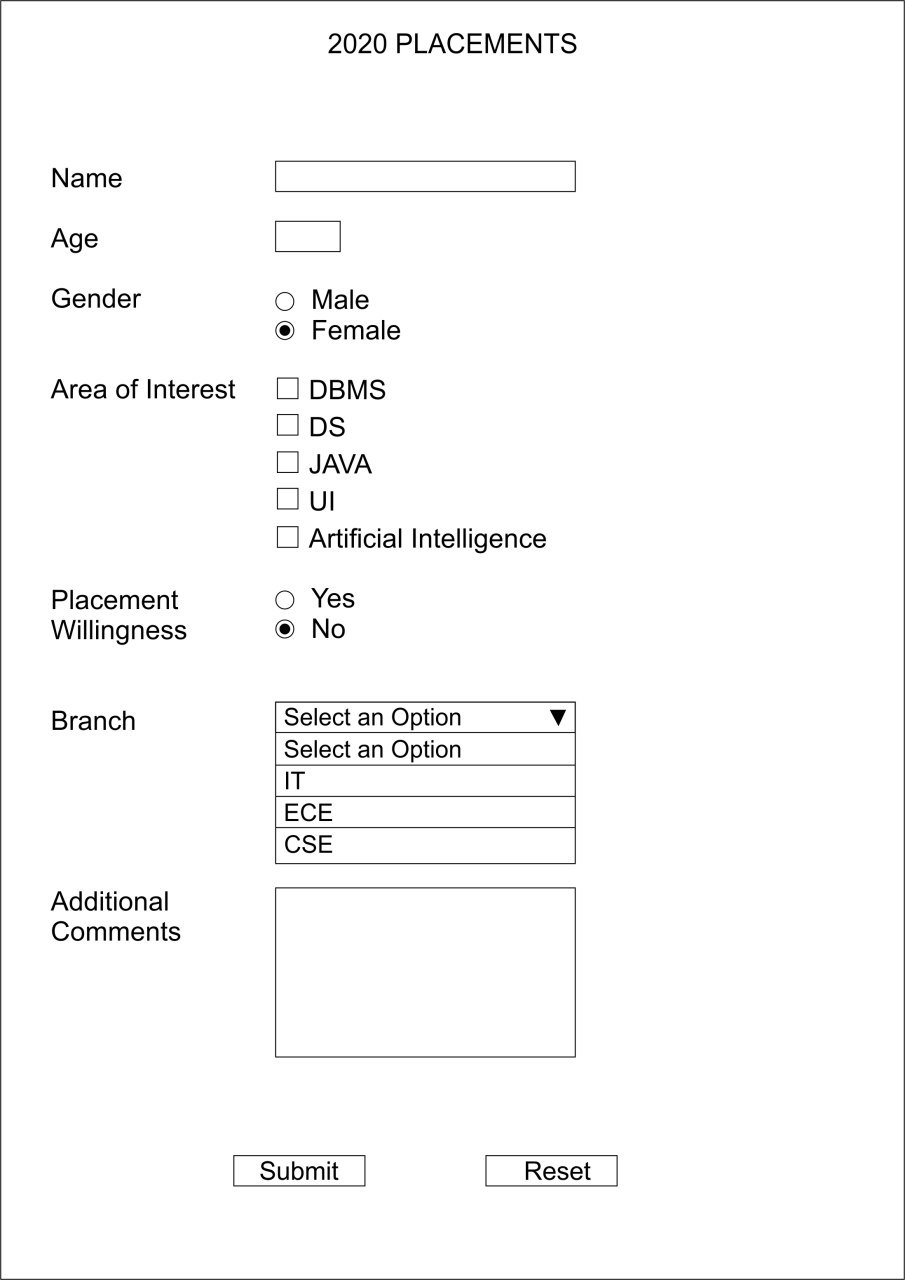 2020 PLACEMENTS
Name
Age
Gender
Male
Female
Area of Interest
DBMS
DS
JAVA
UI
Artificial Intelligence
Placement
Willingness
Yes
No
Branch
Select an Option
Select an Option
IT
ECE
CSE
Additional
Comments
Submit
Reset